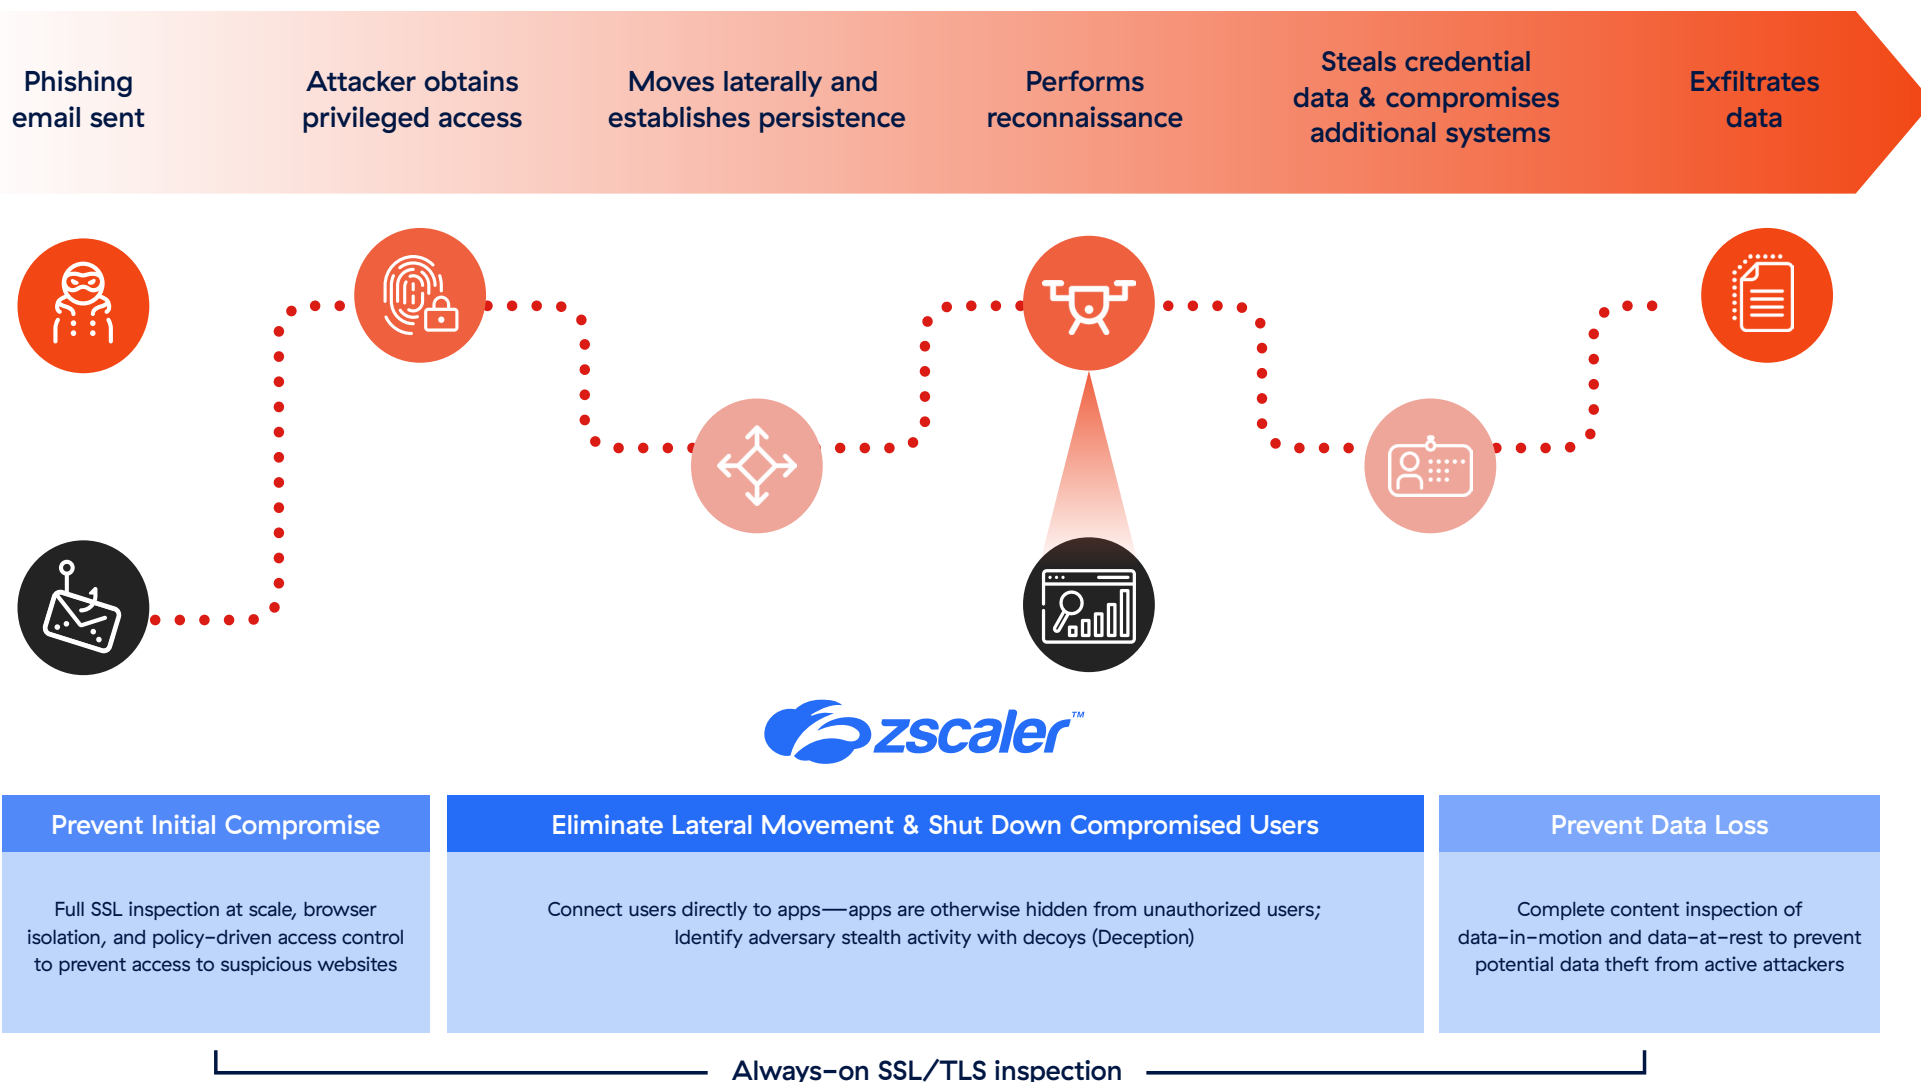 Phishing
email sent
Attacker obtains
privileged access
Moves laterally and
establishes persistence
Performs
reconnaissance
Steals credential
data & compromises
additional systems
Exfiltrates
data
zscaler™
Prevent Initial Compromise
Full SSL inspection at scale, browser
isolation, and policy-driven access control
to prevent access to suspicious websites
Eliminate Lateral Movement & Shut Down Compromised Users
Connect users directly to apps—apps are otherwise hidden from unauthorized users;
Identify adversary stealth activity with decoys (Deception)
Prevent Data Loss
Complete content inspection of
data-in-motion and data-at-rest to prevent
potential data theft from active attackers
Always-on SSL/TLS inspection